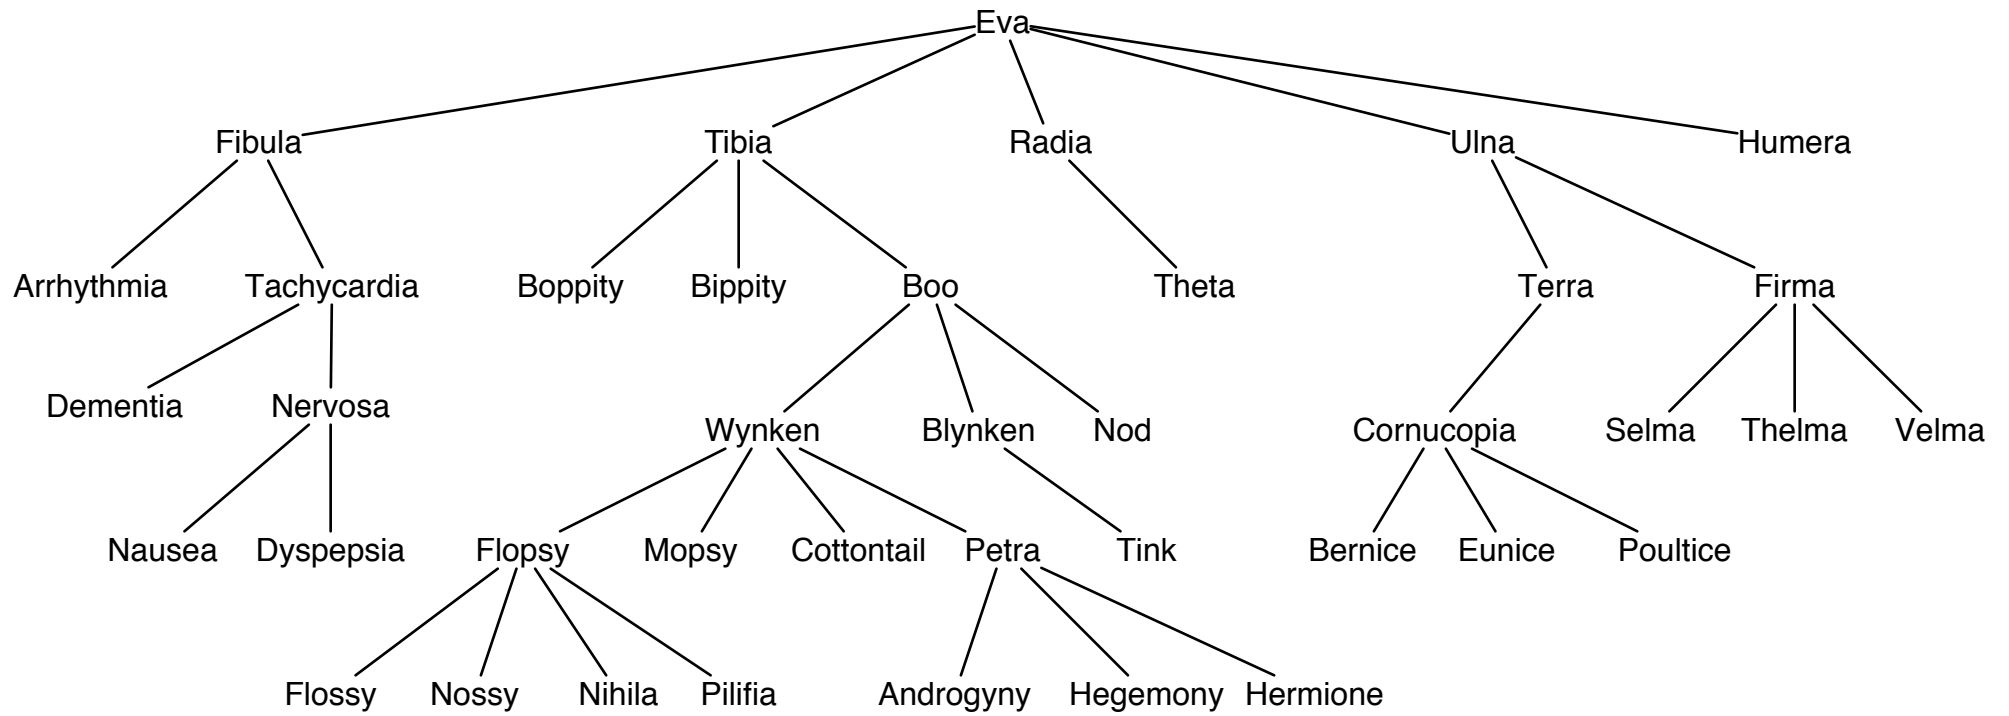 Eva
Fibula Tibia Radia Ulna Humera
Arrhythmia Tachycardia Boppity Bippity Boo Theta Terra Firma
Dementia Nervosa
Wynken Blynken Nod Cornucopia Selma Thelma Velma
Nausea Dyspepsia Flopsy Mopsy Cottontail Petra Tink Bernice Eunice Poultice
Flossy Nossy Nihila Pilifia Androgyny Hegemony Hermione